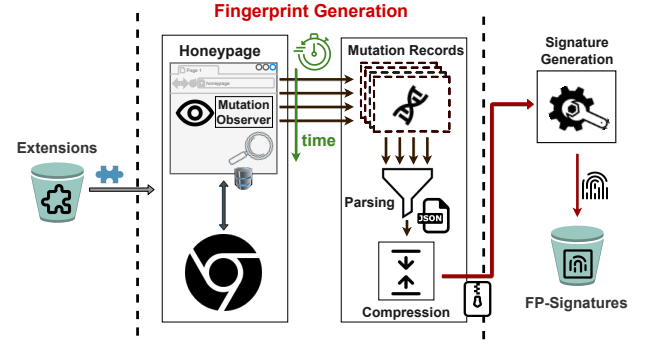 Fingerprint Generation
Honeypage
Page 1
honeypage
Mutation
Observer
time
Mutation Records
Parsing
JSON
Compression
Extensions
Signature
Generation
FP-Signatures